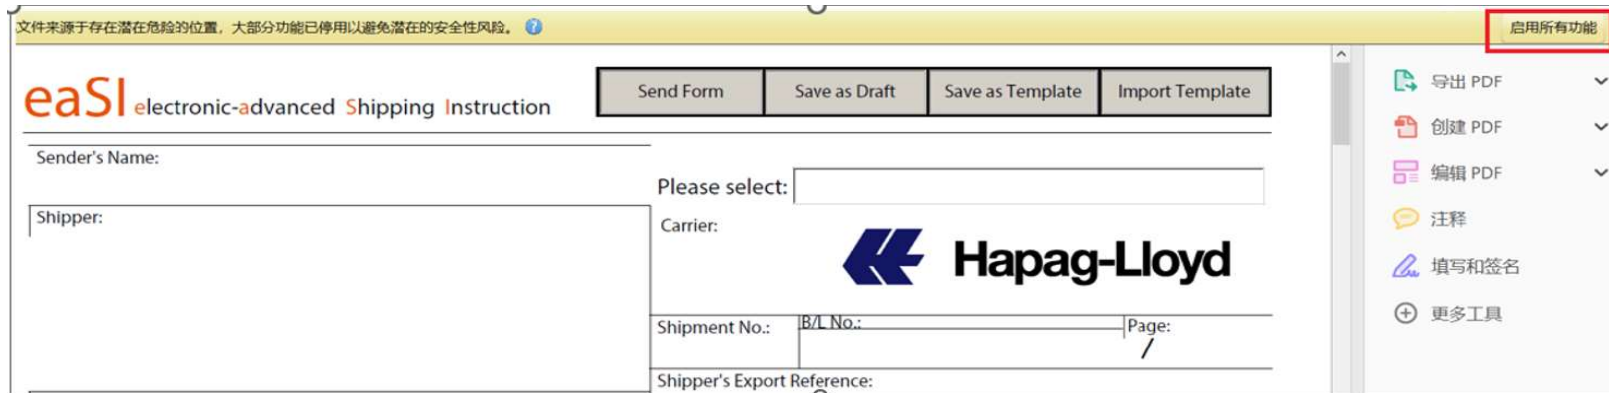 文件来源于存在潜在危险的位置，大部分功能已停用以避免潜在的安全性风险。 ?
启用所有功能
eaSI electronic-advanced Shipping Instruction
Send Form
Save as Draft
Save as Template
Import Template
Sender's Name:
Please select:
Shipper:
Carrier:
Hapag-Lloyd
Shipment No.:
B/L No.:
Page:
/
Shipper's Export Reference:
导出 PDF
创建 PDF
编辑 PDF
注释
填写和签名
更多工具